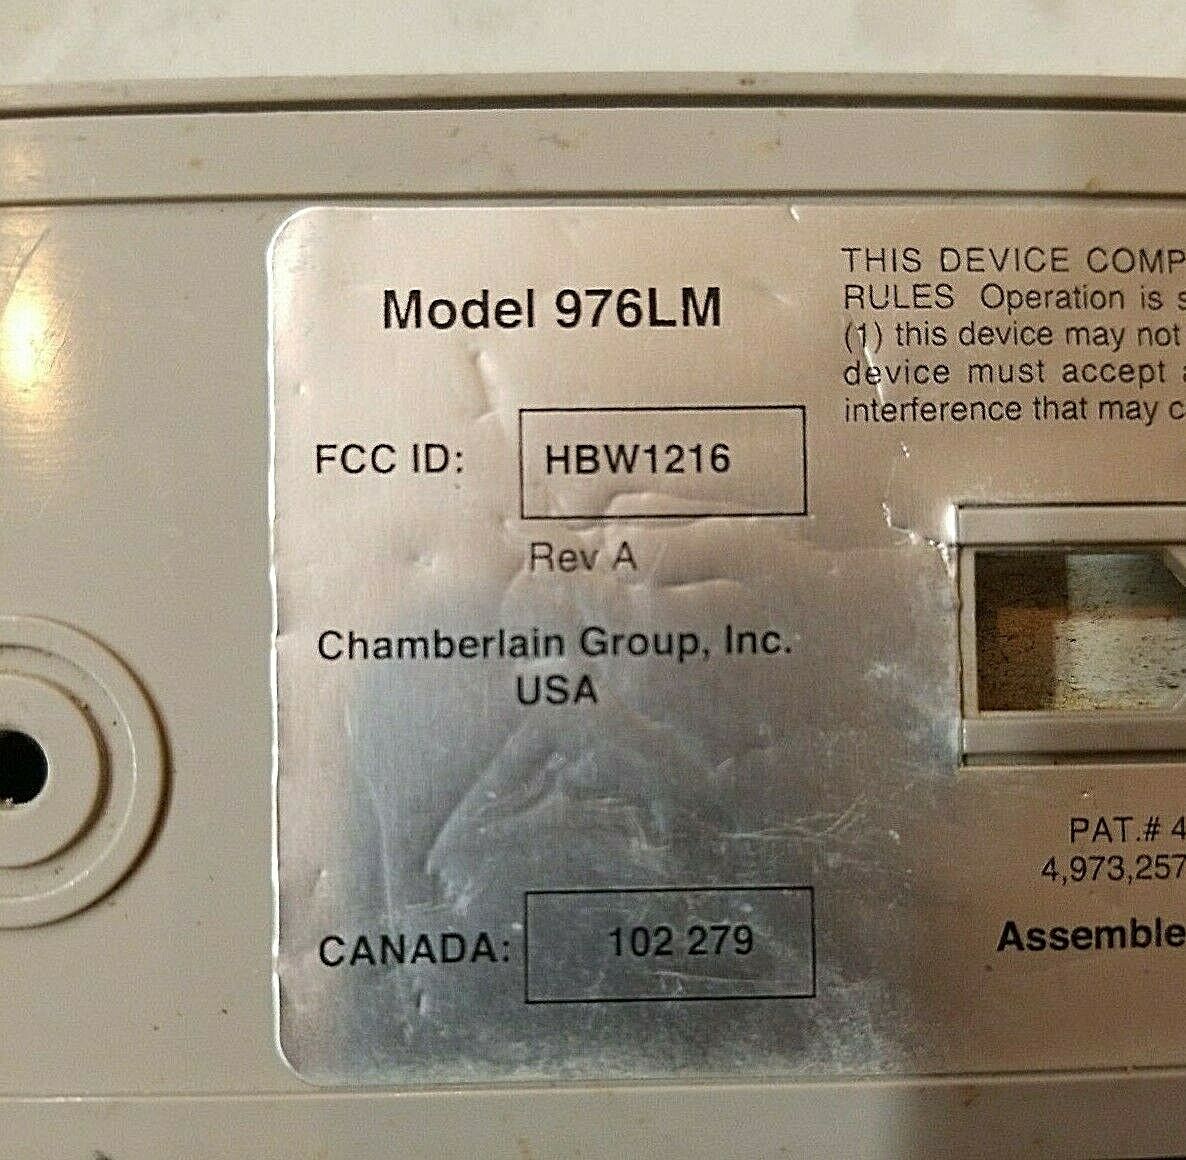 Model 976LM
FCC ID: HBW1216
Rev A
Chamberlain Group, Inc.
USA
CANADA: 102 279
THIS DEVICE COMP
RULES Operation is s
(1) this device may not
device must accept a
interference that may c
PAT.# 4
4,973,257
Assemble